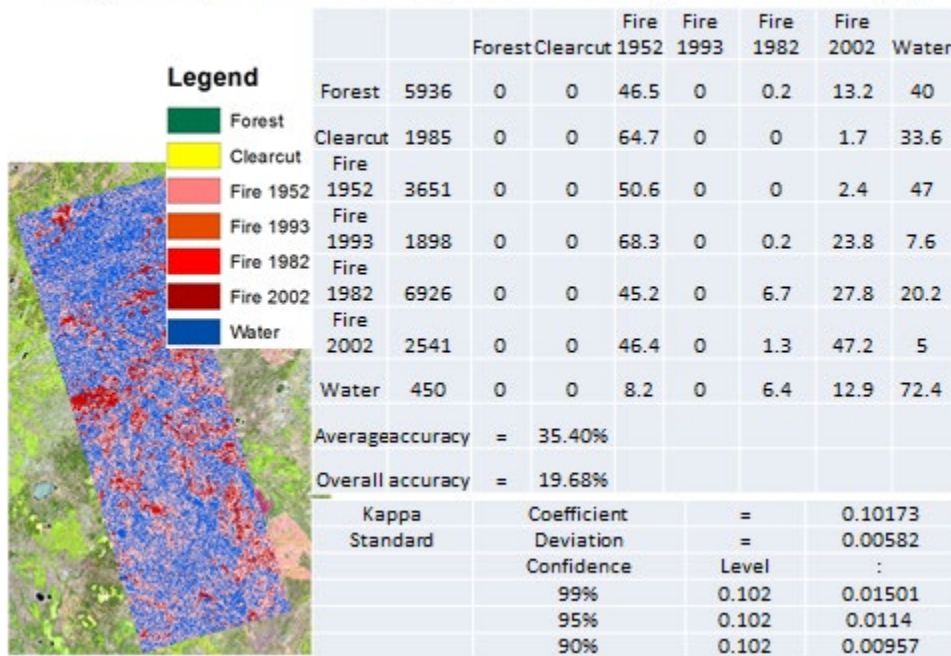 Legend
Forest
Clearcut
Fire 1952
Fire 1993
Fire 1982
Fire 2002
Water
Forest Clearcut Fire 1952 Fire 1993 Fire 1982 Fire 2002 Water
Forest 5936 0 0 46.5 0 0.2 13.2 40
Clearcut 1985 0 0 64.7 0 0 1.7 33.6
Fire 1952 3651 0 0 50.6 0 0 2.4 47
Fire 1993 1898 0 0 68.3 0 0.2 23.8 7.6
Fire 1982 6926 0 0 45.2 0 6.7 27.8 20.2
Fire 2002 2541 0 0 46.4 0 1.3 47.2 5
Water 450 0 0 8.2 0 6.4 12.9 72.4
Average accuracy = 35.40%
Overall accuracy = 19.68%
Kappa Coefficient = 0.10173
Standard Deviation = 0.00582
Confidence Level :
99% 0.102 0.01501
95% 0.102 0.0114
90% 0.102 0.00957